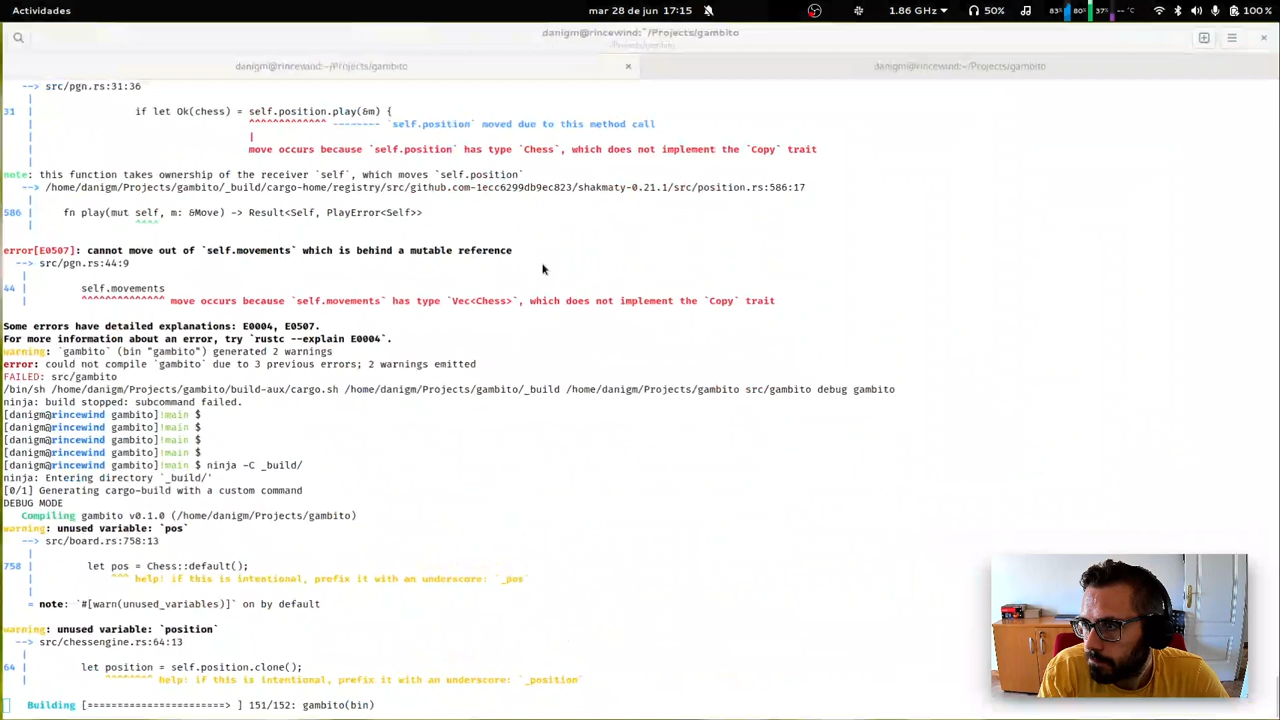 Actividades
mar 28 de jun 17:15
1.86 GHz
50%
83%
80%
37%
-- °C
100 %
danigm@rincewind:~/Projects/gambito
~/Projects/gambito
danigm@rincewind:~/Projects/gambito
danigm@rincewind:~/Projects/gambito
--> src/pgn.rs:31:36
|
31 | if let Ok(chess) = self.position.play(&m) {
| ^^^^^^^^^^^^^ -------- `self.position` moved due to this method call
| |
| move occurs because `self.position` has type `Chess`, which does not implement the `Copy` trait
|
note: this function takes ownership of the receiver `self`, which moves `self.position`
--> /home/danigm/Projects/gambito/_build/cargo-home/registry/src/github.com-1ecc6299db9ec823/shakmaty-0.21.1/src/position.rs:586:17
|
586 | fn play(mut self, m: &Move) -> Result<Self, PlayError<Self>>
| ^^^^
error[E0507]: cannot move out of `self.movements` which is behind a mutable reference
--> src/pgn.rs:44:9
|
44 | self.movements
| ^^^^^^^^^^^^^^ move occurs because `self.movements` has type `Vec<Chess>`, which does not implement the `Copy` trait
Some errors have detailed explanations: E0004, E0507.
For more information about an error, try `rustc --explain E0004`.
warning: `gambito` (bin "gambito") generated 2 warnings
error: could not compile `gambito` due to 3 previous errors; 2 warnings emitted
FAILED: src/gambito
/bin/sh /home/danigm/Projects/gambito/build-aux/cargo.sh /home/danigm/Projects/gambito/_build /home/danigm/Projects/gambito src/gambito debug gambito
ninja: build stopped: subcommand failed.
[danigm@rincewind gambito]!main $
[danigm@rincewind gambito]!main $
[danigm@rincewind gambito]!main $
[danigm@rincewind gambito]!main $
[danigm@rincewind gambito]!main $ ninja -C _build/
ninja: Entering directory `_build/'
[0/1] Generating cargo-build with a custom command
DEBUG MODE
Compiling gambito v0.1.0 (/home/danigm/Projects/gambito)
warning: unused variable: `pos`
--> src/board.rs:758:13
|
758 | let pos = Chess::default();
| ^^^ help: if this is intentional, prefix it with an underscore: `_pos`
|
= note: `#[warn(unused_variables)]` on by default
warning: unused variable: `position`
--> src/chessengine.rs:64:13
|
64 | let position = self.position.clone();
| ^^^^^^^^ help: if this is intentional, prefix it with an underscore: `_position`
Building [=======================> ] 151/152: gambito(bin)